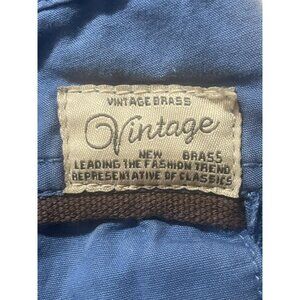 VINTAGE BRASS
Vintage
NEW BRASS
LEADING THE FASHION TREND
REPRESENTATIVE OF CLASSICS